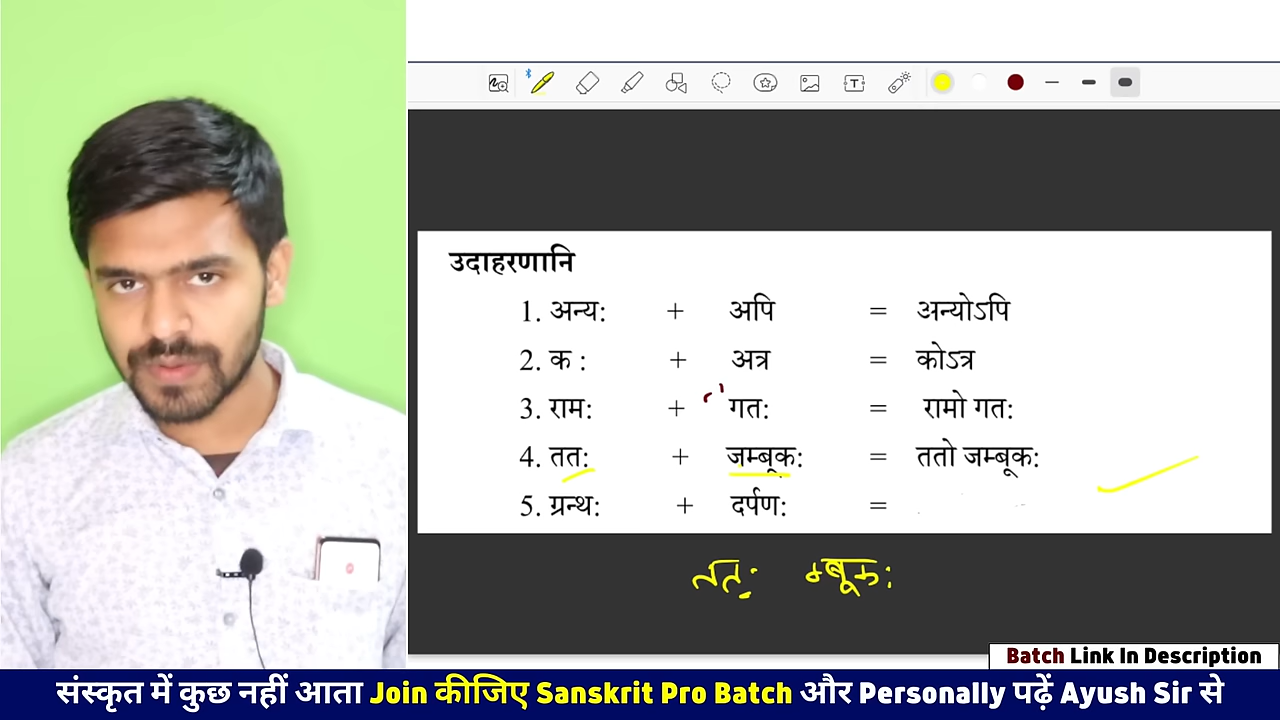 उदाहरणानि
1. अन्य: + अपि = अन्योऽपि
2. क : + अत्र = कोऽत्र
3. राम: + गत: = रामो गत:
4. तत: + जम्बूक: = ततो जम्बूक:
5. ग्रन्थ: + दर्पण: =
तत: म्बूक:
Batch Link In Description
संस्कृत में कुछ नहीं आता Join कीजिए Sanskrit Pro Batch और Personally पढ़ें Ayush Sir से